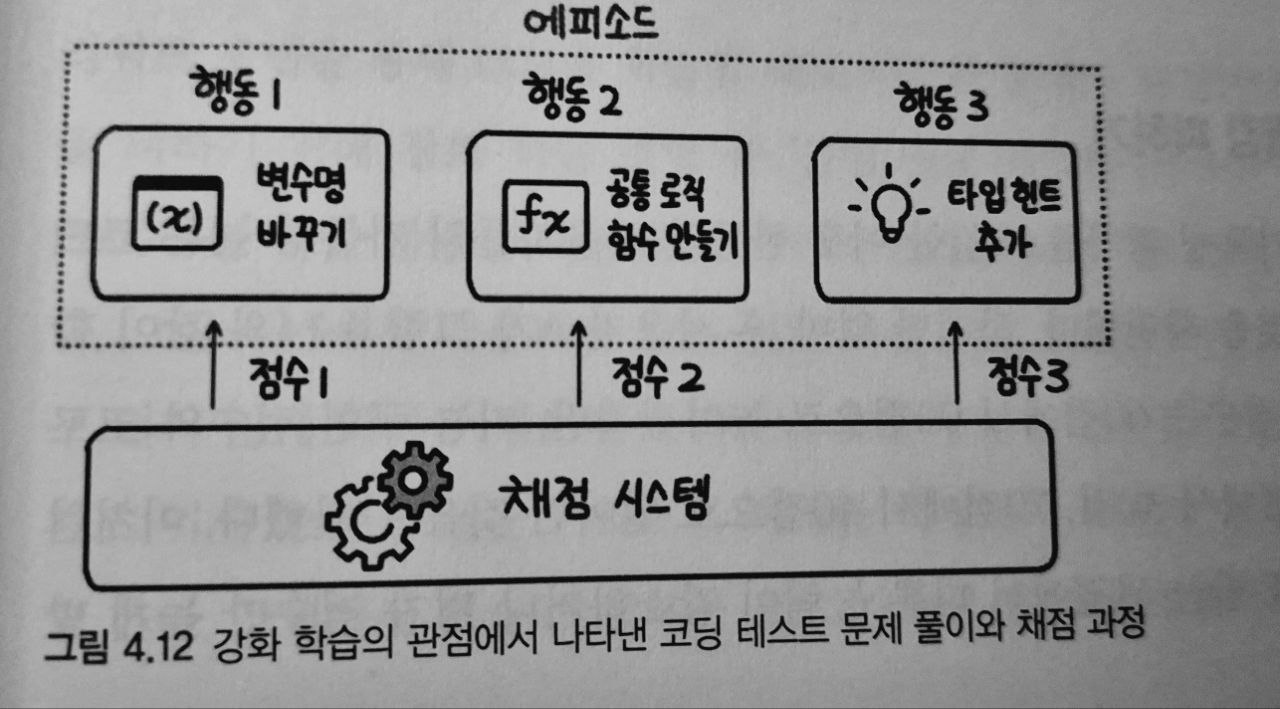 에피소드
행동 1
행동 2
행동 3
(x)
변수명
바꾸기
fx
공통 로직
함수 만들기
타입 힌트
추가
점수 1
점수 2
점수 3
채점 시스템
그림 4.12 강화 학습의 관점에서 나타낸 코딩 테스트 문제 풀이와 채점 과정